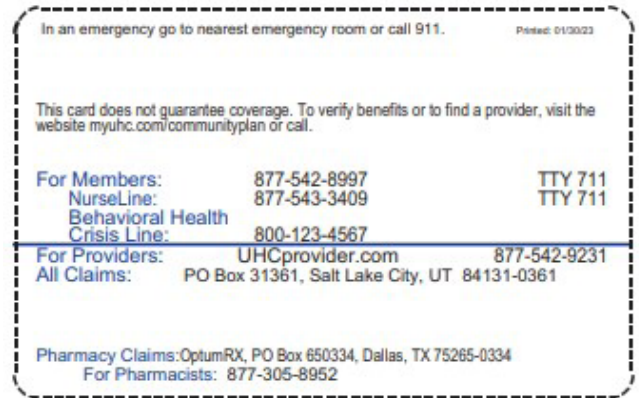 In an emergency go to nearest emergency room or call 911. Printed: 01/30/23
This card does not guarantee coverage. To verify benefits or to find a provider, visit the
website myuhc.com/communityplan or call.
For Members: 877-542-8997 TTY 711
NurseLine: 877-543-3409 TTY 711
Behavioral Health
Crisis Line: 800-123-4567
For Providers: UHCprovider.com 877-542-9231
All Claims: PO Box 31361, Salt Lake City, UT 84131-0361
Pharmacy Claims:OptumRX, PO Box 650334, Dallas, TX 75265-0334
For Pharmacists: 877-305-8952